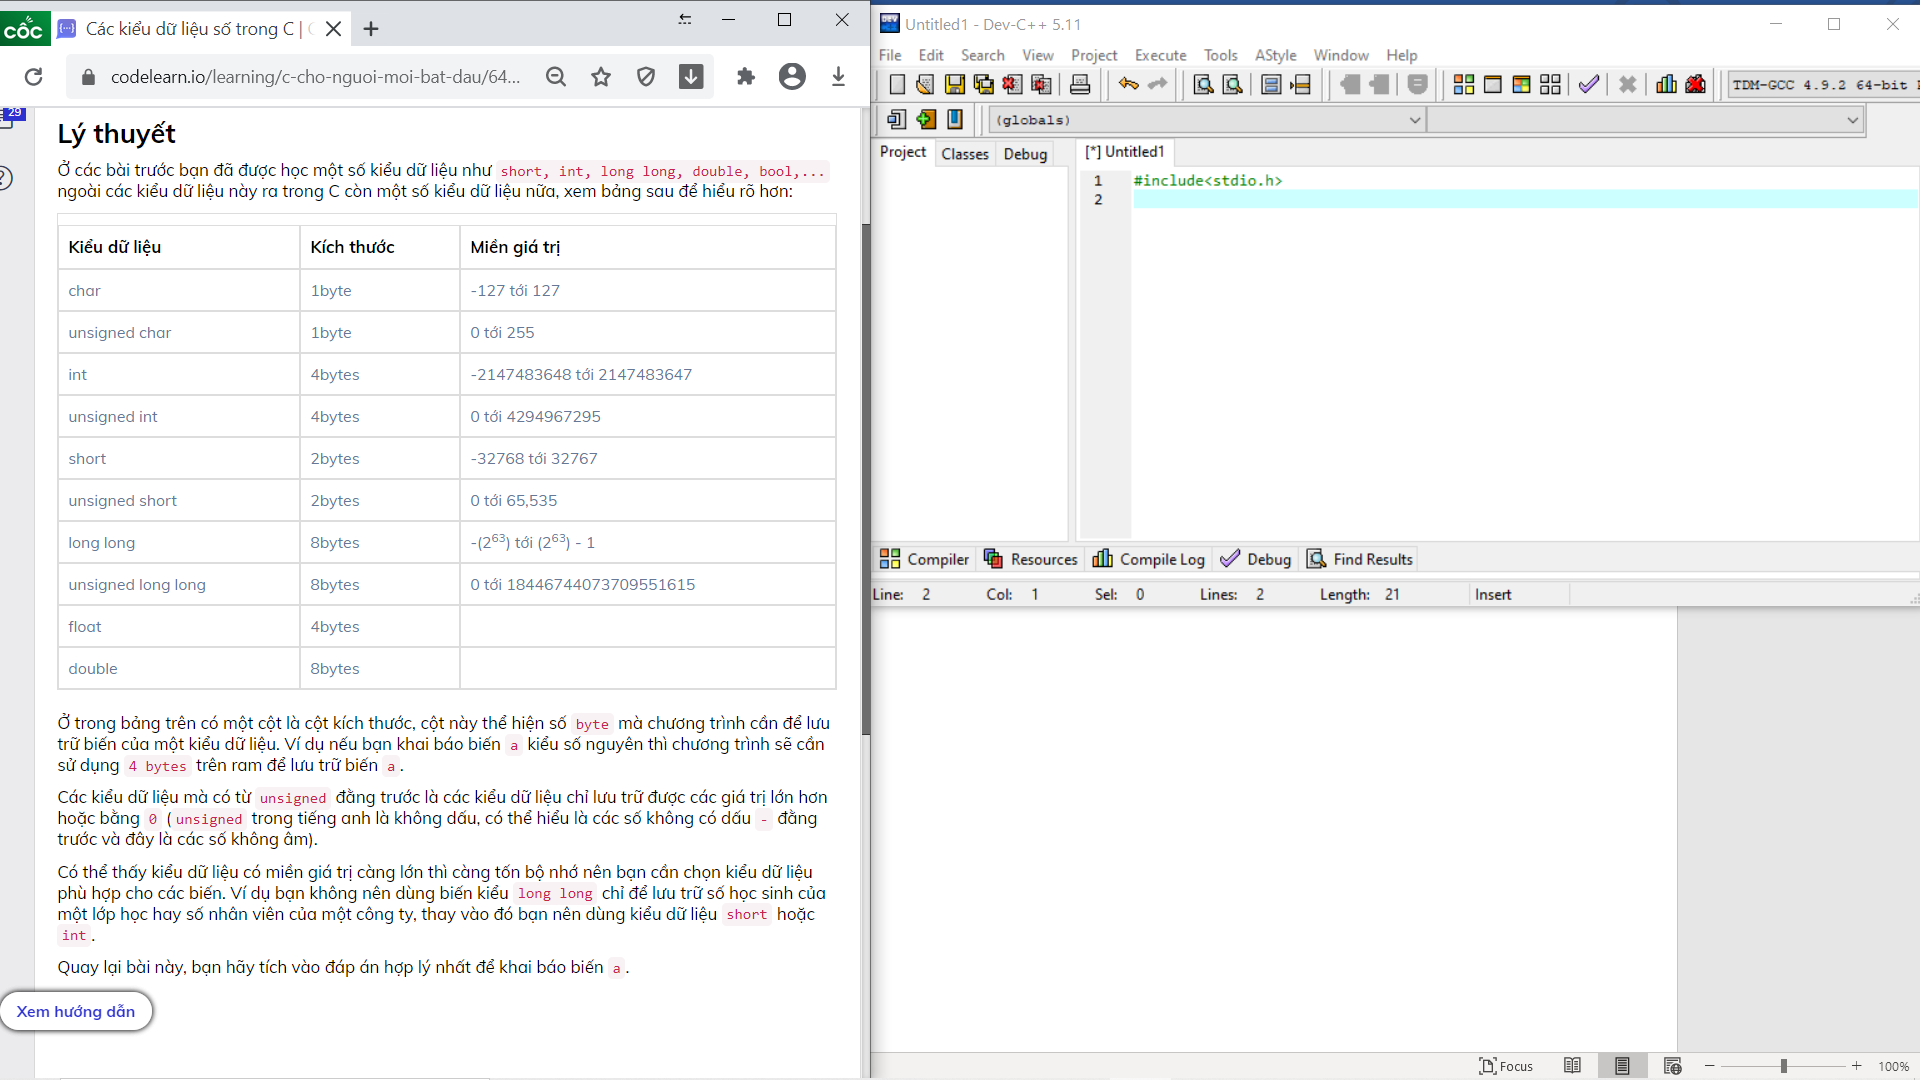 CỐC
Các kiểu dữ liệu số trong C |
codelearn.io/learning/c-cho-nguoi-moi-bat-dau/64...
29
Lý thuyết
Ở các bài trước bạn đã được học một số kiểu dữ liệu như short, int, long long, double, bool,...
ngoài các kiểu dữ liệu này ra trong C còn một số kiểu dữ liệu nữa, xem bảng sau để hiểu rõ hơn:
Kiểu dữ liệu Kích thước Miền giá trị
char 1byte -127 tới 127
unsigned char 1byte 0 tới 255
int 4bytes -2147483648 tới 2147483647
unsigned int 4bytes 0 tới 4294967295
short 2bytes -32768 tới 32767
unsigned short 2bytes 0 tới 65,535
long long 8bytes -(2⁶³) tới (2⁶³) - 1
unsigned long long 8bytes 0 tới 18446744073709551615
float 4bytes
double 8bytes
Ở trong bảng trên có một cột là cột kích thước, cột này thể hiện số byte mà chương trình cần để lưu
trữ biến của một kiểu dữ liệu. Ví dụ nếu bạn khai báo biến a kiểu số nguyên thì chương trình sẽ cần
sử dụng 4 bytes trên ram để lưu trữ biến a.
Các kiểu dữ liệu mà có từ unsigned đằng trước là các kiểu dữ liệu chỉ lưu trữ được các giá trị lớn hơn
hoặc bằng 0 (unsigned trong tiếng anh là không dấu, có thể hiểu là các số không có dấu - đằng
trước và đây là các số không âm).
Có thể thấy kiểu dữ liệu có miền giá trị càng lớn thì càng tốn bộ nhớ nên bạn cần chọn kiểu dữ liệu
phù hợp cho các biến. Ví dụ bạn không nên dùng biến kiểu long long chỉ để lưu trữ số học sinh của
một lớp học hay số nhân viên của một công ty, thay vào đó bạn nên dùng kiểu dữ liệu short hoặc
int.
Quay lại bài này, bạn hãy tích vào đáp án hợp lý nhất để khai báo biến a.
Xem hướng dẫn
DEV
Untitled1 - Dev-C++ 5.11
File Edit Search View Project Execute Tools AStyle Window Help
TDM-GCC 4.9.2 64-bit
(globals)
Project Classes Debug
[*] Untitled1
1 #include<stdio.h>
2
Compiler Resources Compile Log Debug Find Results
Line: 2 Col: 1 Sel: 0 Lines: 2 Length: 21 Insert
Focus
100%